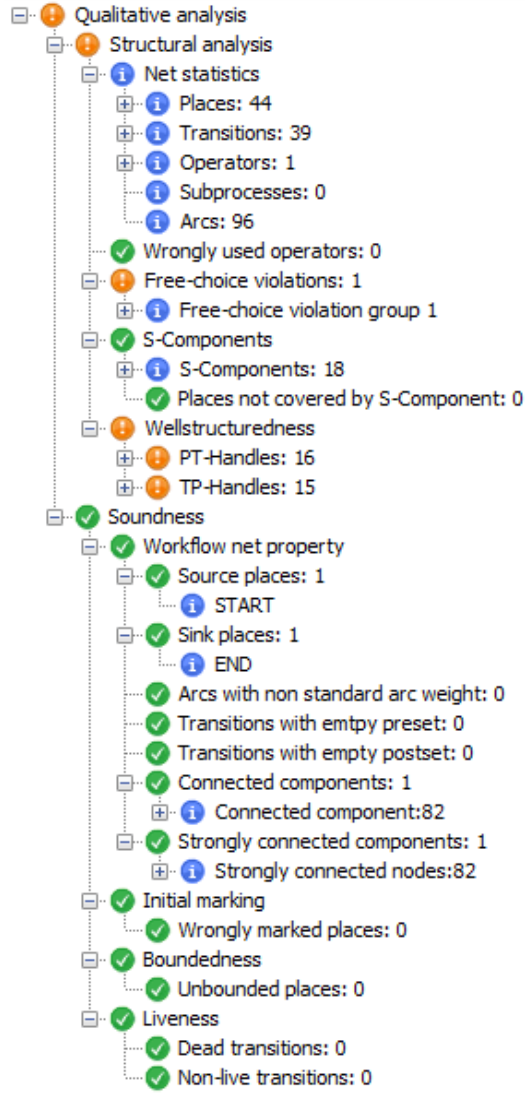 Qualitative analysis
Structural analysis
Net statistics
Places: 44
Transitions: 39
Operators: 1
Subprocesses: 0
Arcs: 96
Wrongly used operators: 0
Free-choice violations: 1
Free-choice violation group 1
S-Components
S-Components: 18
Places not covered by S-Component: 0
Wellstructuredness
PT-Handles: 16
TP-Handles: 15
Soundness
Workflow net property
Source places: 1
START
Sink places: 1
END
Arcs with non standard arc weight: 0
Transitions with emtpy preset: 0
Transitions with empty postset: 0
Connected components: 1
Connected component:82
Strongly connected components: 1
Strongly connected nodes:82
Initial marking
Wrongly marked places: 0
Boundedness
Unbounded places: 0
Liveness
Dead transitions: 0
Non-live transitions: 0